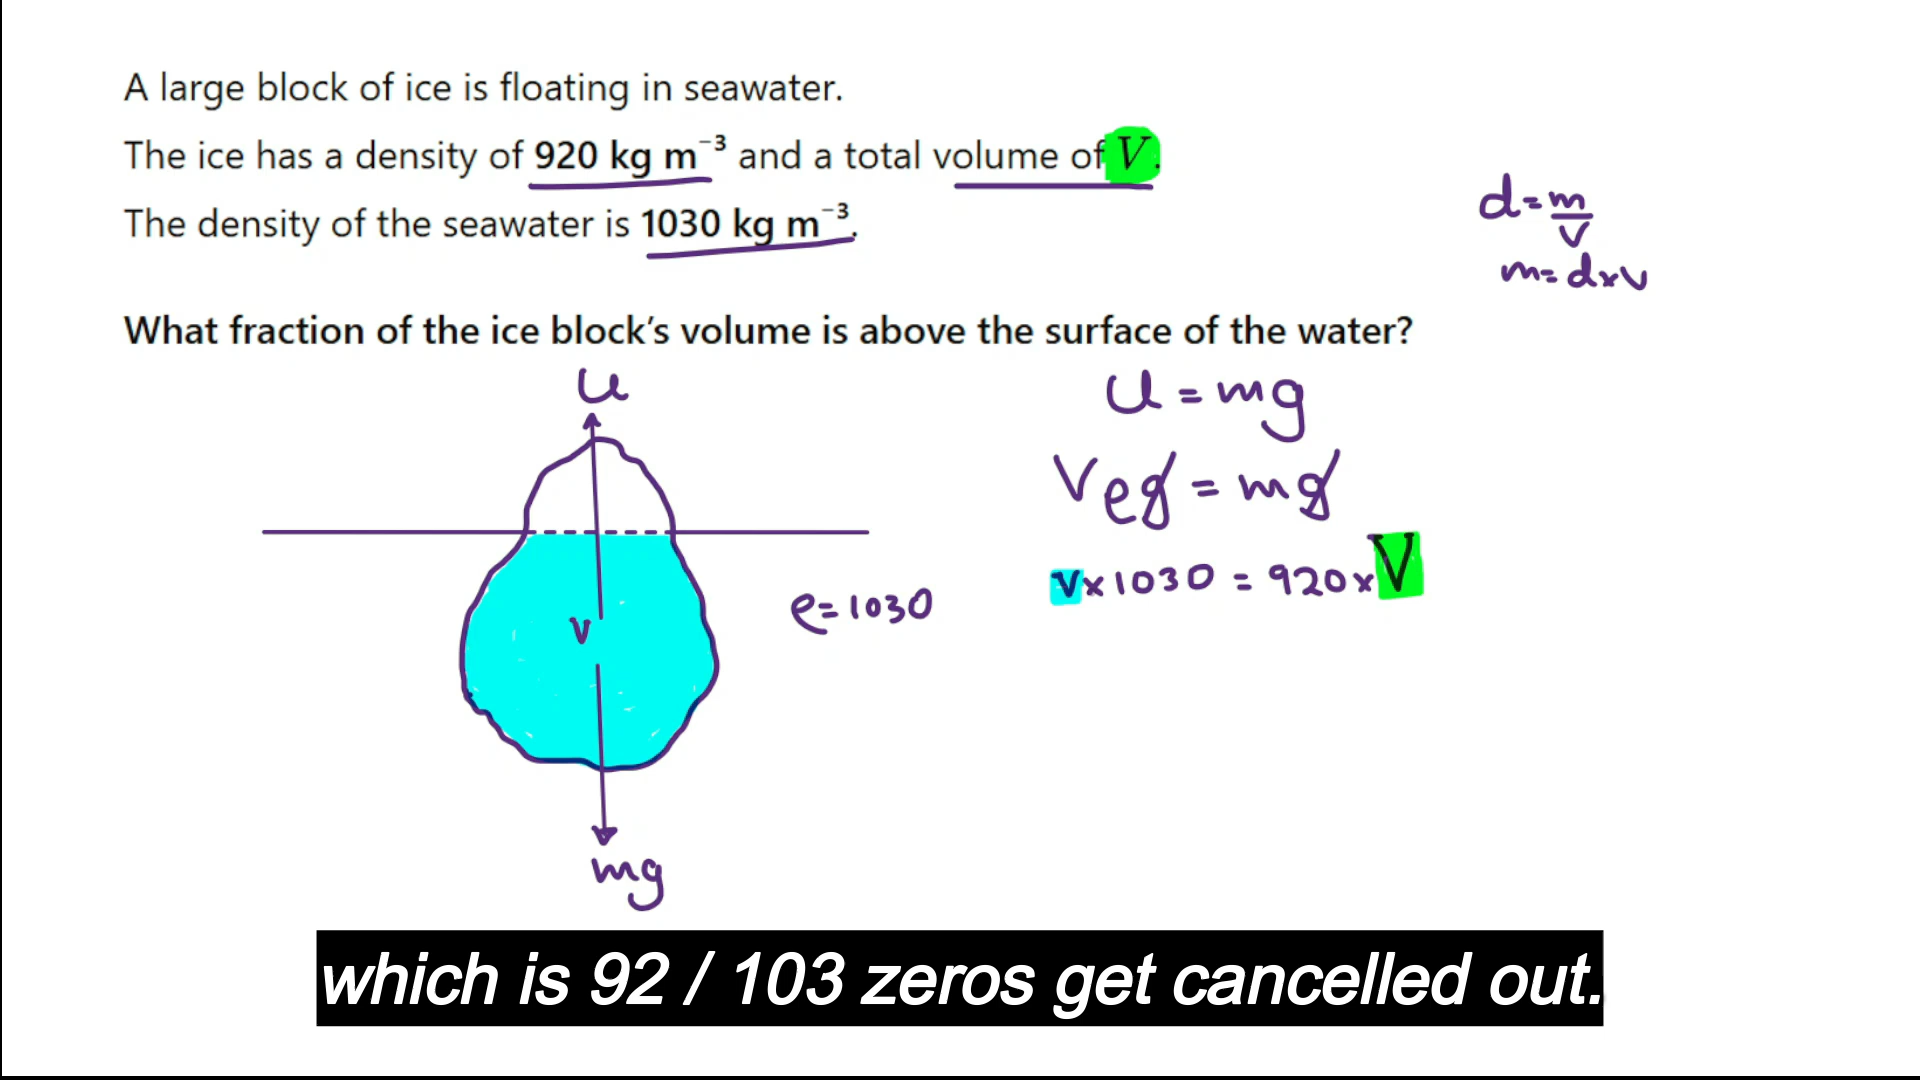 A large block of ice is floating in seawater.
The ice has a density of 920 kg m⁻³ and a total volume of V.
The density of the seawater is 1030 kg m⁻³.
d=m/v
m=d×v
What fraction of the ice block’s volume is above the surface of the water?
u
u = mg
Vρg = mg
v×1030 = 920×V
ρ=1030
v
mg
which is 92 / 103 zeros get cancelled out.